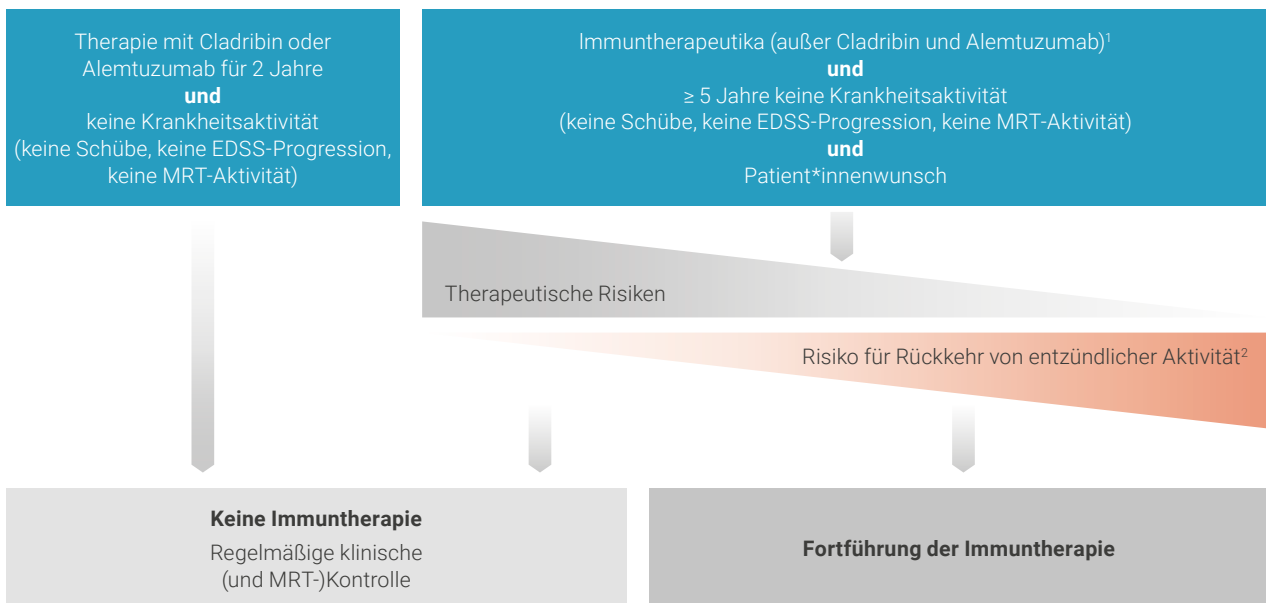 Therapie mit Cladribin oder
Alemtuzumab für 2 Jahre
und
keine Krankheitsaktivität
(keine Schübe, keine EDSS-Progression,
keine MRT-Aktivität)
Immuntherapeutika (außer Cladribin und Alemtuzumab)¹
und
≥ 5 Jahre keine Krankheitsaktivität
(keine Schübe, keine EDSS-Progression, keine MRT-Aktivität)
und
Patient*innenwunsch
Therapeutische Risiken
Risiko für Rückkehr von entzündlicher Aktivität²
Keine Immuntherapie
Regelmäßige klinische
(und MRT-)Kontrolle
Fortführung der Immuntherapie